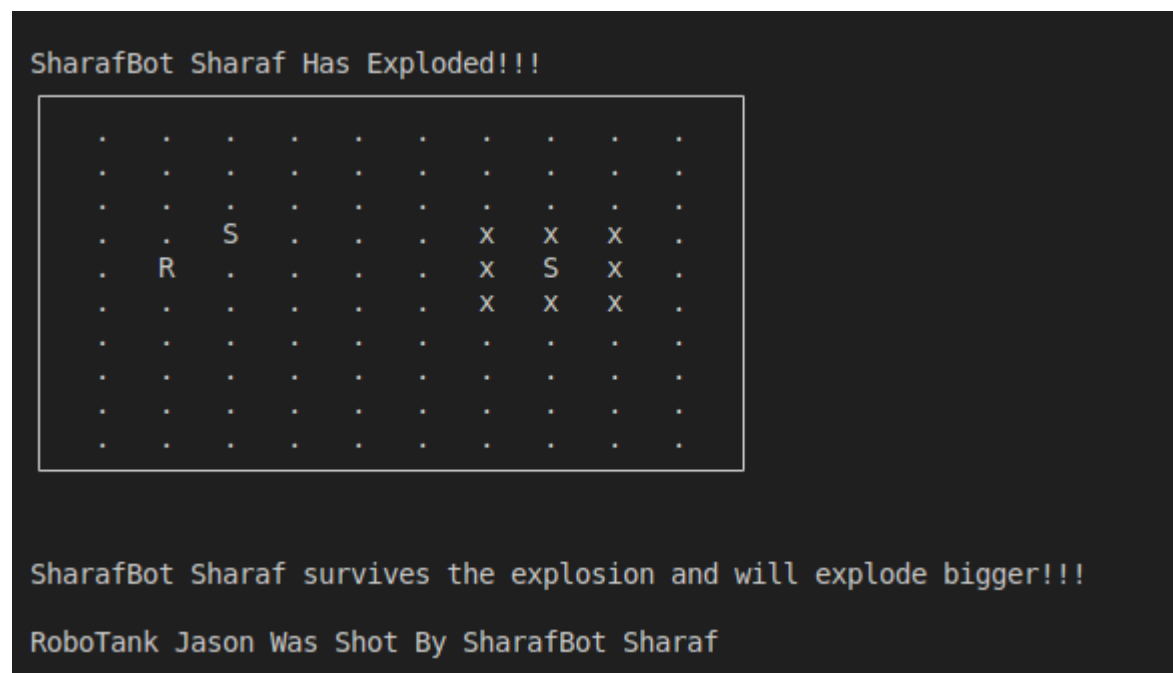 SharafBot Sharaf Has Exploded!!!
. . . . . . . . . .
. . . . . . . . . .
. . . . . . . . . .
. . S . . . x x x .
. R . . . . x S x .
. . . . . . x x x .
. . . . . . . . . .
. . . . . . . . . .
. . . . . . . . . .
. . . . . . . . . .
SharafBot Sharaf survives the explosion and will explode bigger!!!
RoboTank Jason Was Shot By SharafBot Sharaf